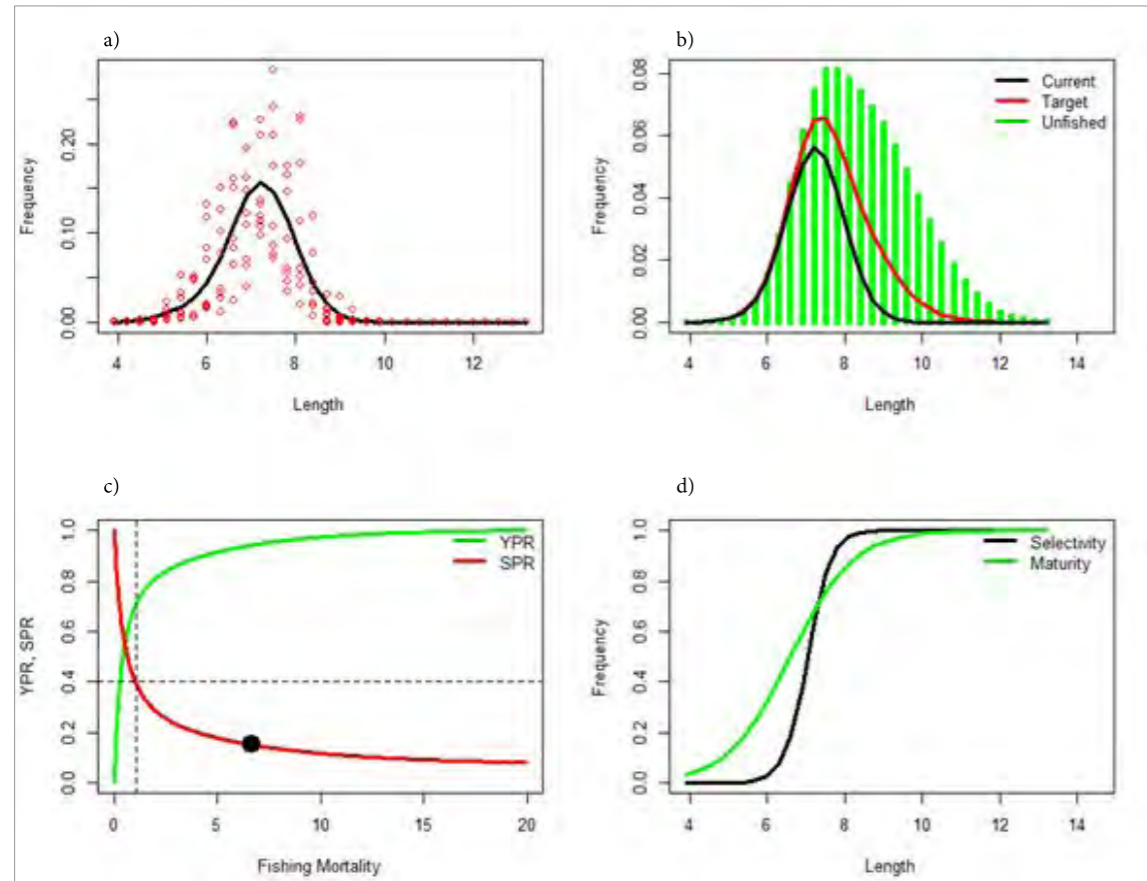 a)
Frequency
0.00 0.10 0.20
4 6 8 10 12
Length
b)
Frequency
0.00 0.02 0.04 0.06 0.08
Current
Target
Unfished
4 6 8 10 12 14
Length
c)
YPR, SPR
0.0 0.2 0.4 0.6 0.8 1.0
YPR
SPR
0 5 10 15 20
Fishing Mortality
d)
Frequency
0.0 0.2 0.4 0.6 0.8 1.0
Selectivity
Maturity
4 6 8 10 12 14
Length